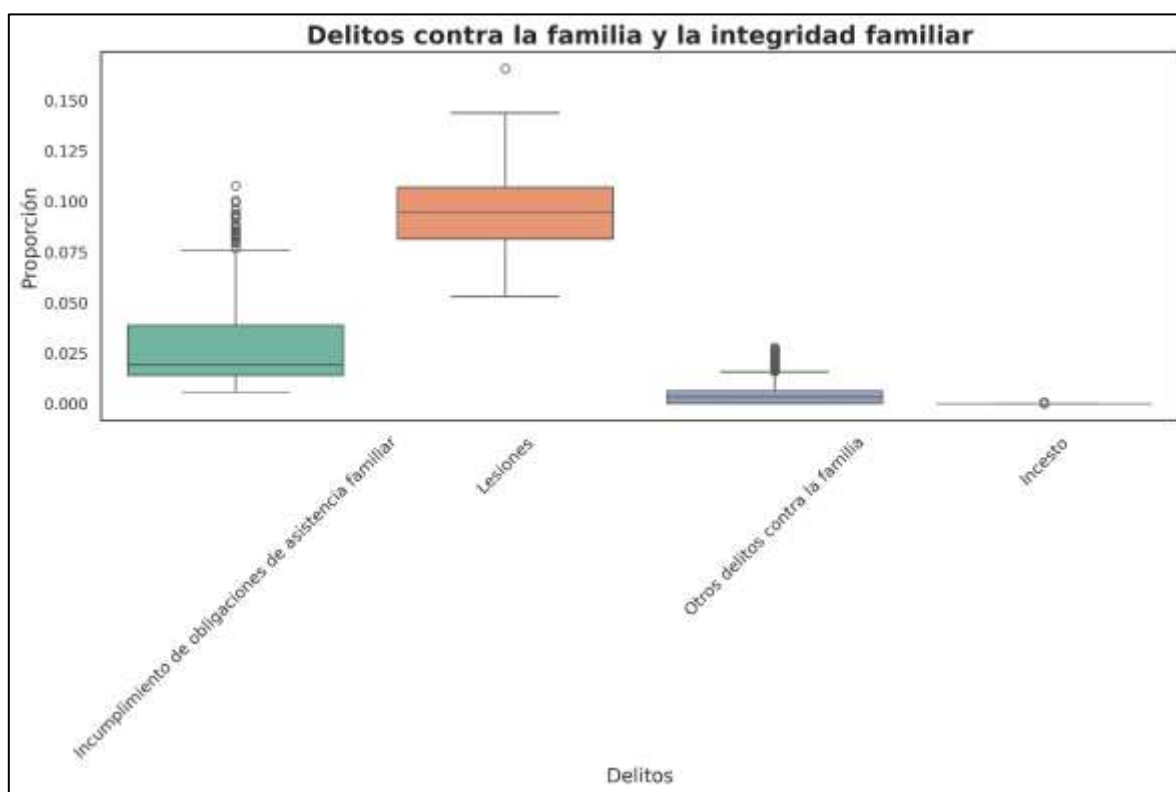 Delitos contra la familia y la integridad familiar
Proporción
0.150
0.125
0.100
0.075
0.050
0.025
0.000
Incumplimiento de obligaciones de asistencia familiar
Lesiones
Otros delitos contra la familia
Incesto
Delitos